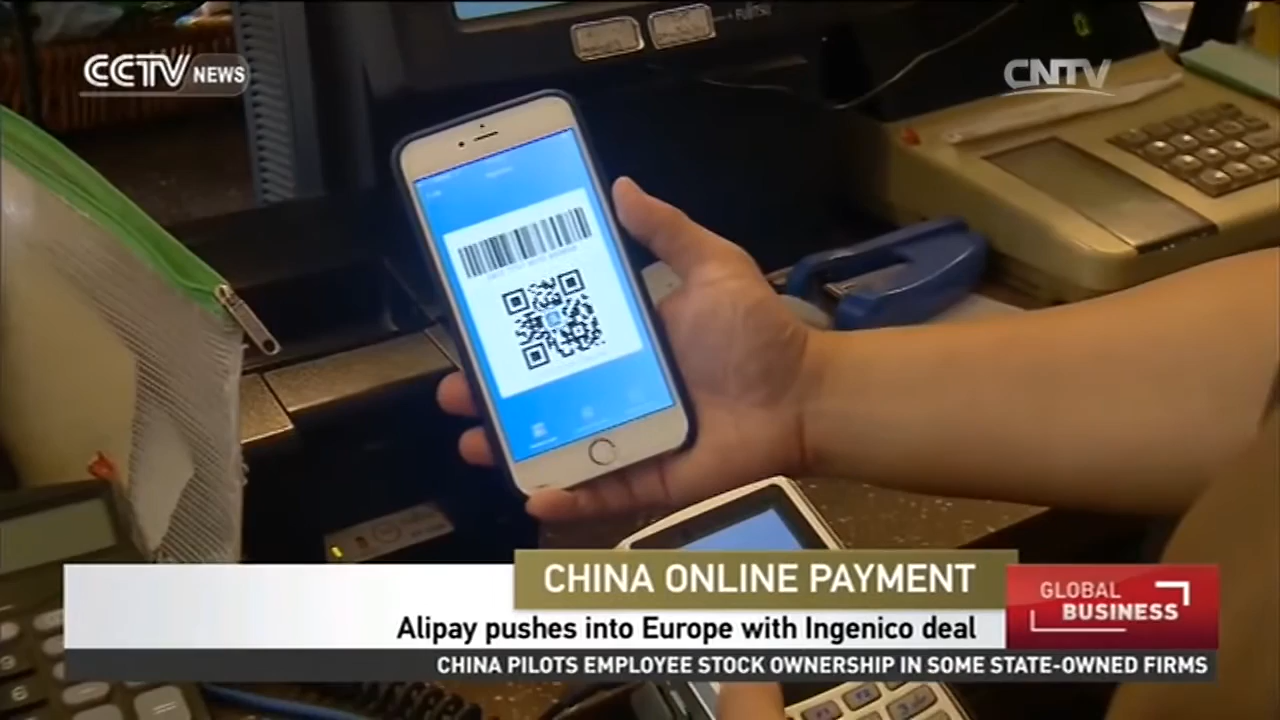 CCTV NEWS
CNTV
FUJITSU
CHINA ONLINE PAYMENT
Alipay pushes into Europe with Ingenico deal
GLOBAL
BUSINESS
CHINA PILOTS EMPLOYEE STOCK OWNERSHIP IN SOME STATE-OWNED FIRMS